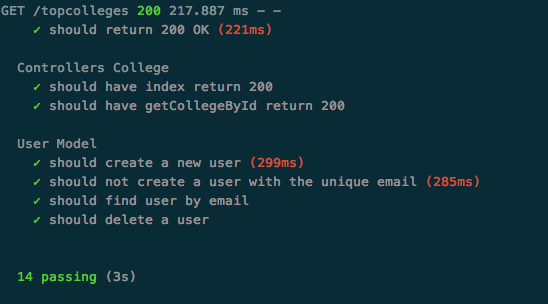 GET /topcolleges 200 217.887 ms – –
✓ should return 200 OK (221ms)
Controllers College
✓ should have index return 200
✓ should have getCollegeById return 200
User Model
✓ should create a new user (299ms)
✓ should not create a user with the unique email (285ms)
✓ should find user by email
✓ should delete a user
14 passing (3s)